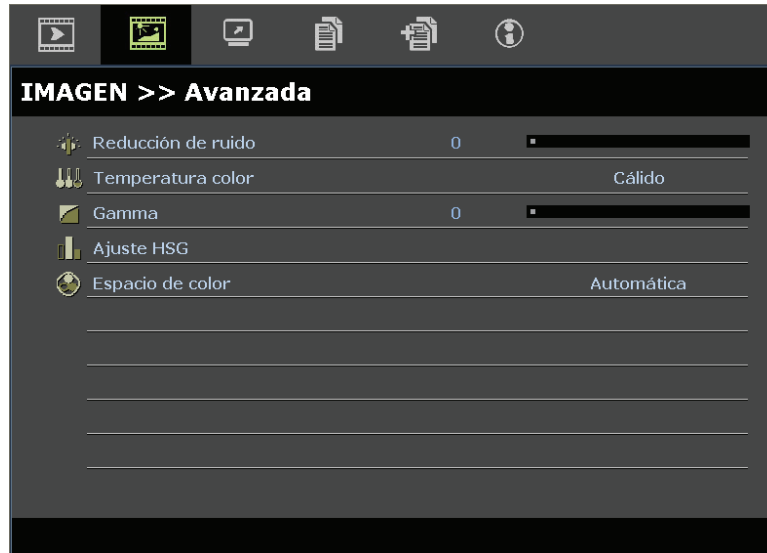 IMAGEN >> Avanzada
Reducción de ruido 0
Temperatura color Cálido
Gamma 0
Ajuste HSG
Espacio de color Automática